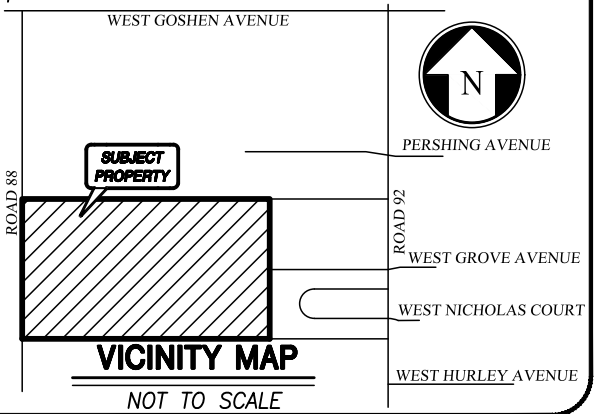 WEST GOSHEN AVENUE
N
PERSHING AVENUE
SUBJECT
PROPERTY
ROAD 88
ROAD 92
WEST GROVE AVENUE
WEST NICHOLAS COURT
VICINITY MAP
WEST HURLEY AVENUE
NOT TO SCALE